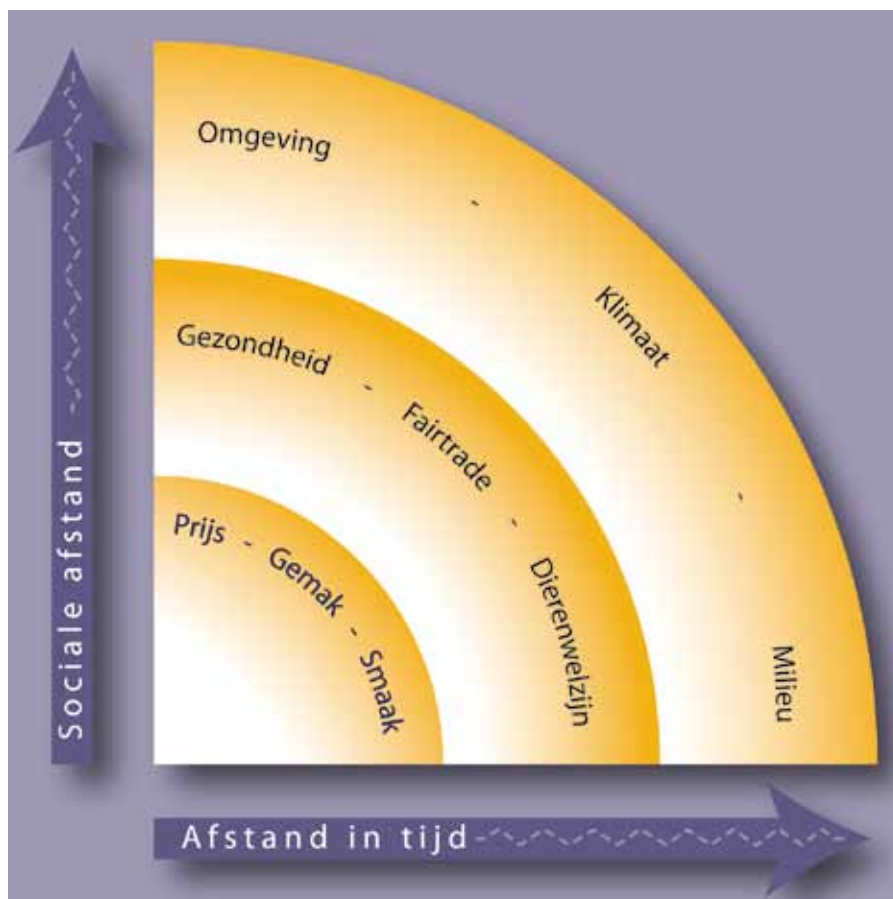 Omgeving - Klimaat - Milieu
Gezondheid - Fairtrade - Dierenwelzijn
Prijs - Gemak - Smaak
Sociale afstand
Afstand in tijd